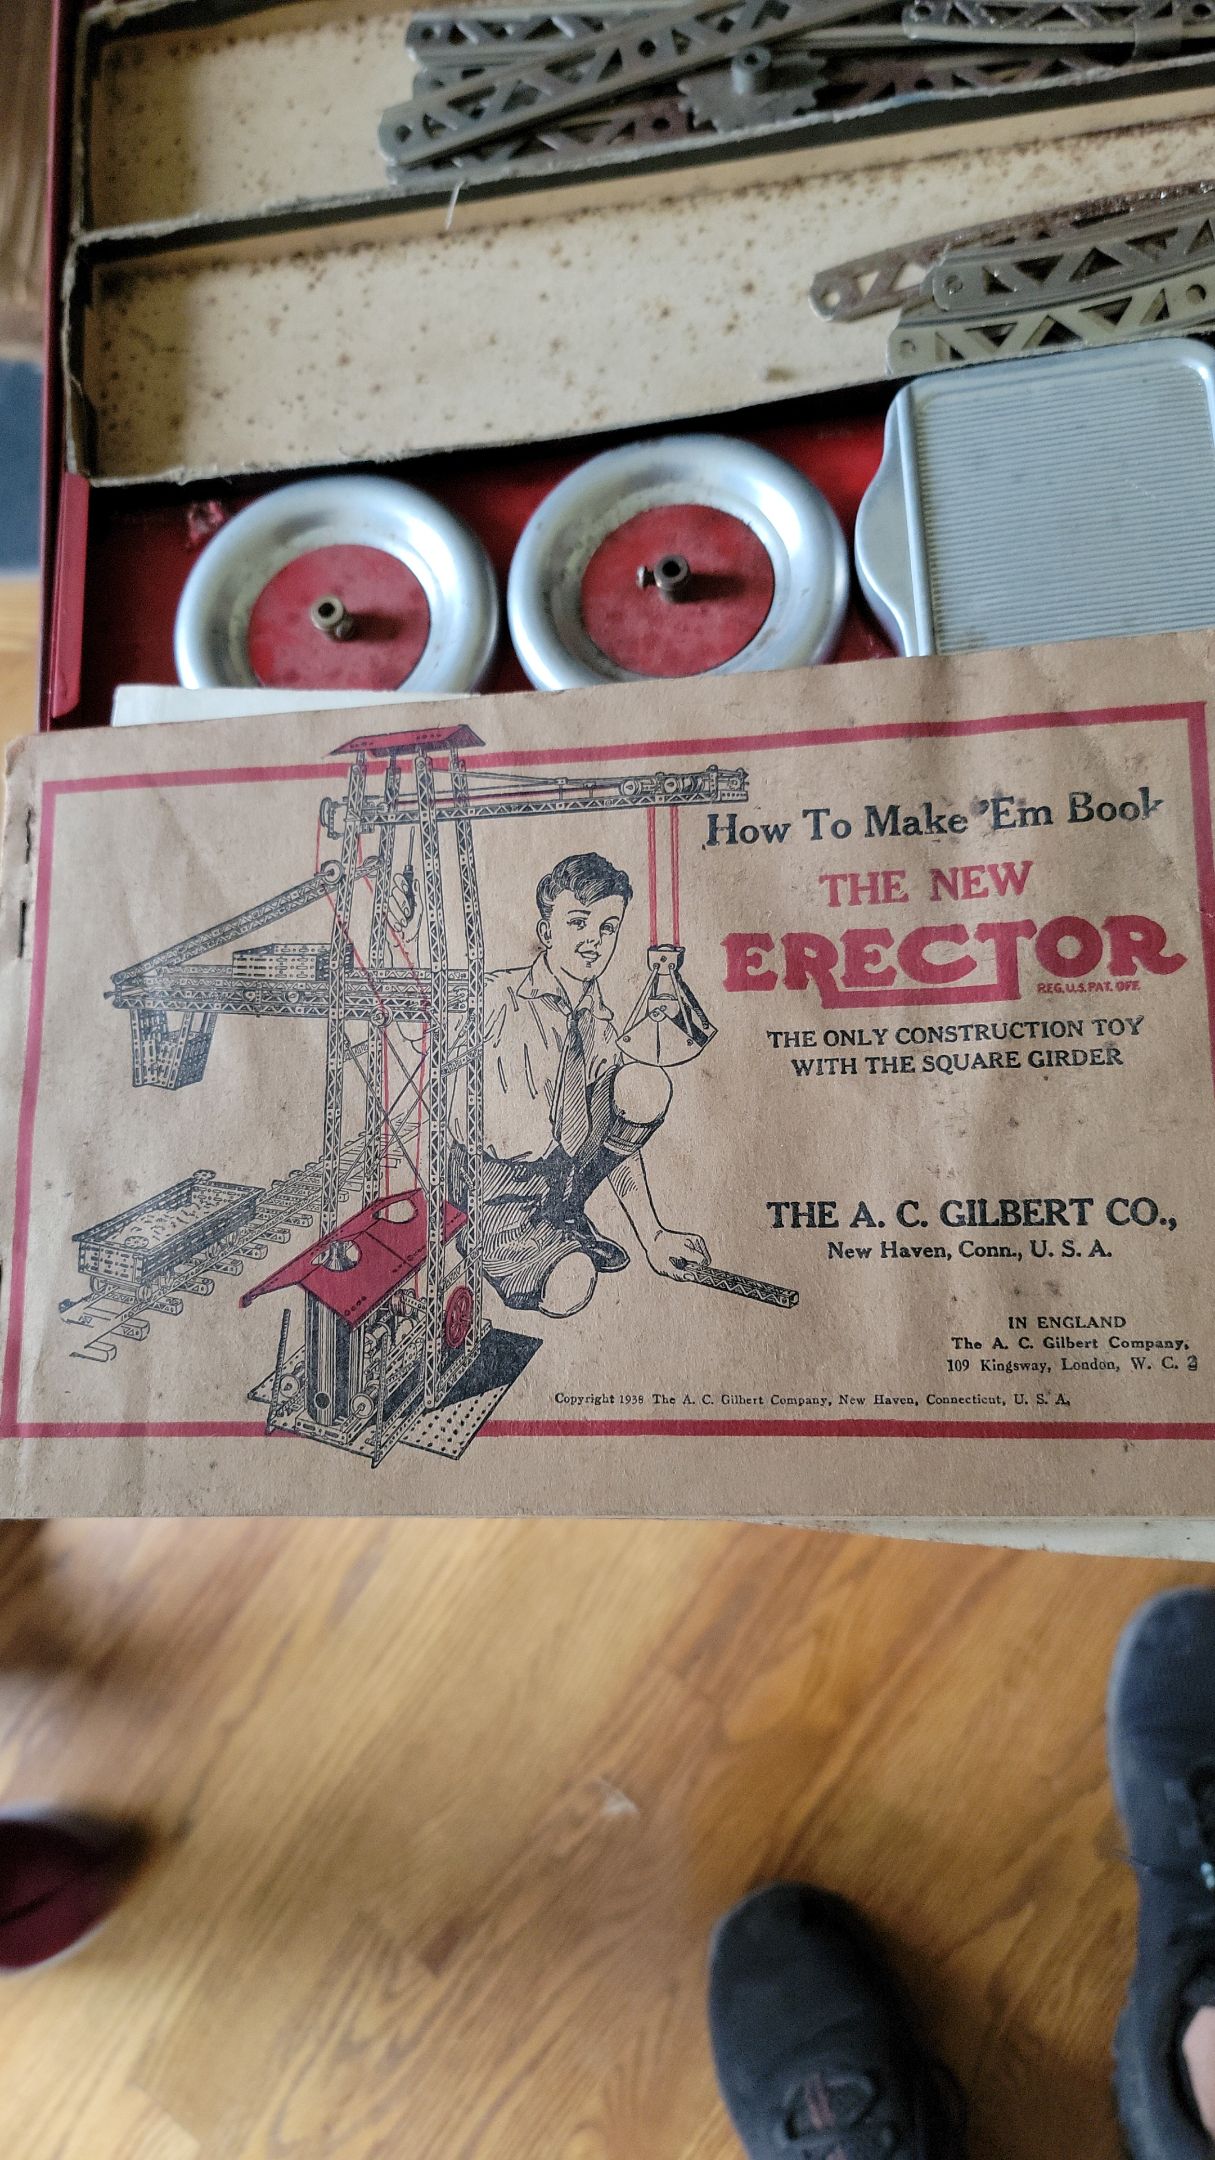 How To Make 'Em Book
THE NEW
ERECTOR
REG. U.S. PAT. OFF.
THE ONLY CONSTRUCTION TOY
WITH THE SQUARE GIRDER
THE A. C. GILBERT CO.,
New Haven, Conn., U. S. A.
IN ENGLAND
The A. C. Gilbert Company,
109 Kingsway, London, W. C. 2
Copyright 1938 The A. C. Gilbert Company, New Haven, Connecticut, U. S. A.